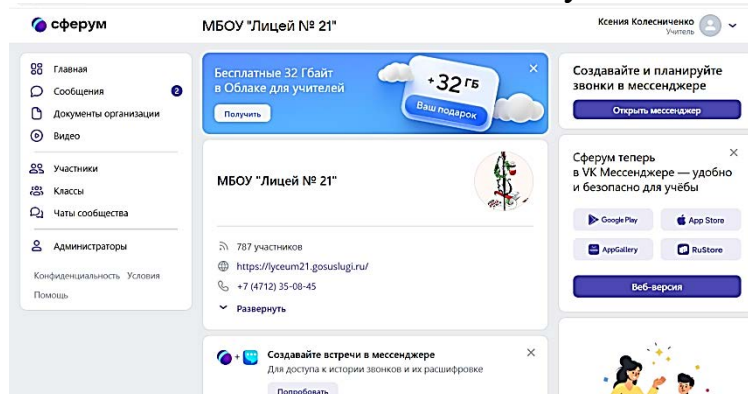 сферум
МБОУ "Лицей № 21"
Ксения Колесниченко
Учитель
Главная
Сообщения 2
Документы организации
Видео
Участники
Классы
Чаты сообщества
Администраторы
Конфиденциальность Условия
Помощь
Бесплатные 32 Гбайт
в Облаке для учителей
Получить
+32 ГБ
Ваш подарок
МБОУ "Лицей № 21"
787 участников
https://lyceum21.gosuslugi.ru/
+7 (4712) 35-08-45
Развернуть
Создавайте встречи в мессенджере
Для доступа к истории звонков и их расшифровке
Попробовать
Создавайте и планируйте
звонки в мессенджере
Открыть мессенджер
Сферум теперь
в VK Мессенджере — удобно
и безопасно для учёбы
Google Play
App Store
AppGallery
RuStore
Веб-версия